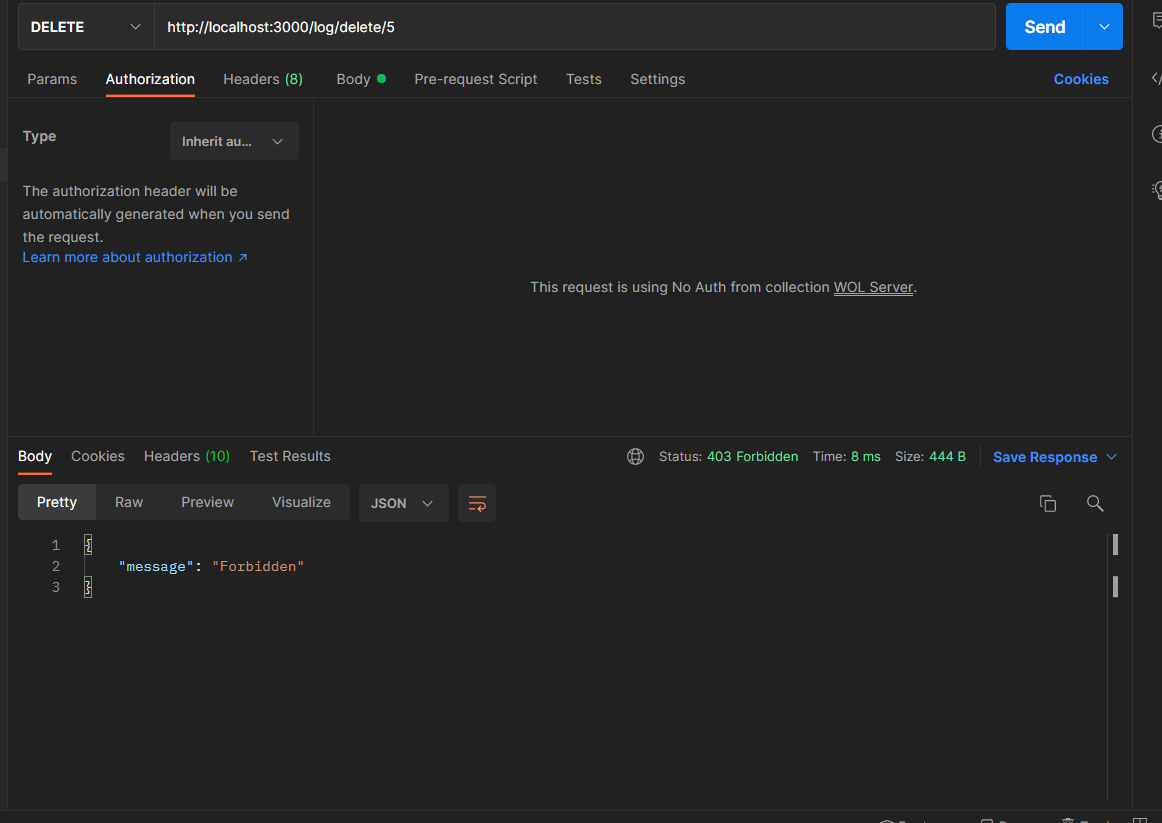 DELETE
http://localhost:3000/log/delete/5
Send
Params
Authorization
Headers (8)
Body
Pre-request Script
Tests
Settings
Cookies
Type
Inherit au...
The authorization header will be
automatically generated when you send
the request.
Learn more about authorization ↗
This request is using No Auth from collection WOL Server.
Body
Cookies
Headers (10)
Test Results
Status: 403 Forbidden
Time: 8 ms
Size: 444 B
Save Response
Pretty
Raw
Preview
Visualize
JSON
1 {
2 "message": "Forbidden"
3 }